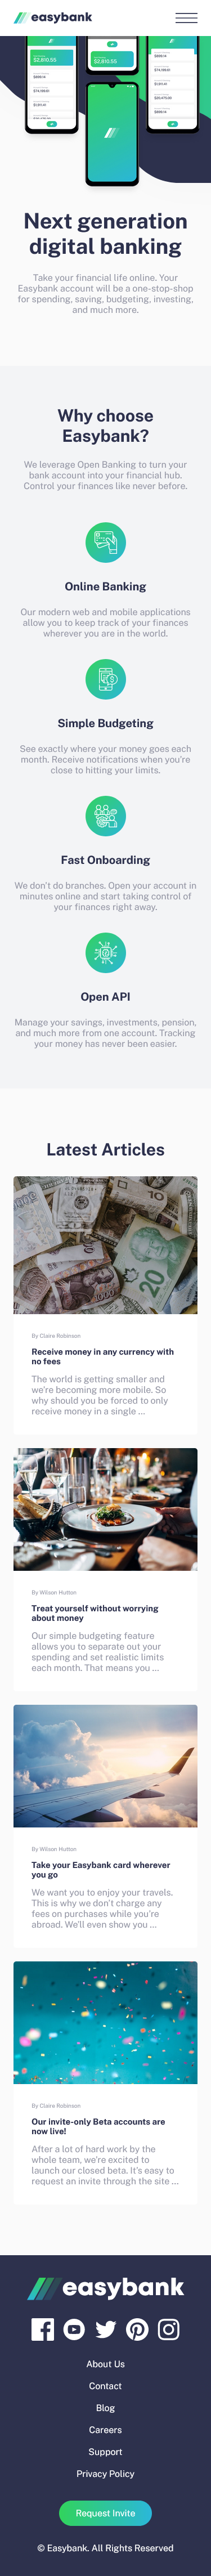 easybank
Next generation
digital banking
Take your financial life online. Your
Easybank account will be a one-stop-shop
for spending, saving, budgeting, investing,
and much more.
Why choose
Easybank?
We leverage Open Banking to turn your
bank account into your financial hub.
Control your finances like never before.
Online Banking
Our modern web and mobile applications
allow you to keep track of your finances
wherever you are in the world.
Simple Budgeting
See exactly where your money goes each
month. Receive notifications when you're
close to hitting your limits.
Fast Onboarding
We don't do branches. Open your account in
minutes online and start taking control of
your finances right away.
Open API
Manage your savings, investments, pension,
and much more from one account. Tracking
your money has never been easier.
Latest Articles
By Claire Robinson
Receive money in any currency with
no fees
The world is getting smaller and
we're becoming more mobile. So
why should you be forced to only
receive money in a single …
By Wilson Hutton
Treat yourself without worrying
about money
Our simple budgeting feature
allows you to separate out your
spending and set realistic limits
each month. That means you …
By Wilson Hutton
Take your Easybank card wherever
you go
We want you to enjoy your travels.
This is why we don't charge any
fees on purchases while you're
abroad. We'll even show you …
By Claire Robinson
Our invite-only Beta accounts are
now live!
After a lot of hard work by the
whole team, we're excited to
launch our closed beta. It's easy to
request an invite through the site …
easybank
About Us
Contact
Blog
Careers
Support
Privacy Policy
Request Invite
© Easybank. All Rights Reserved